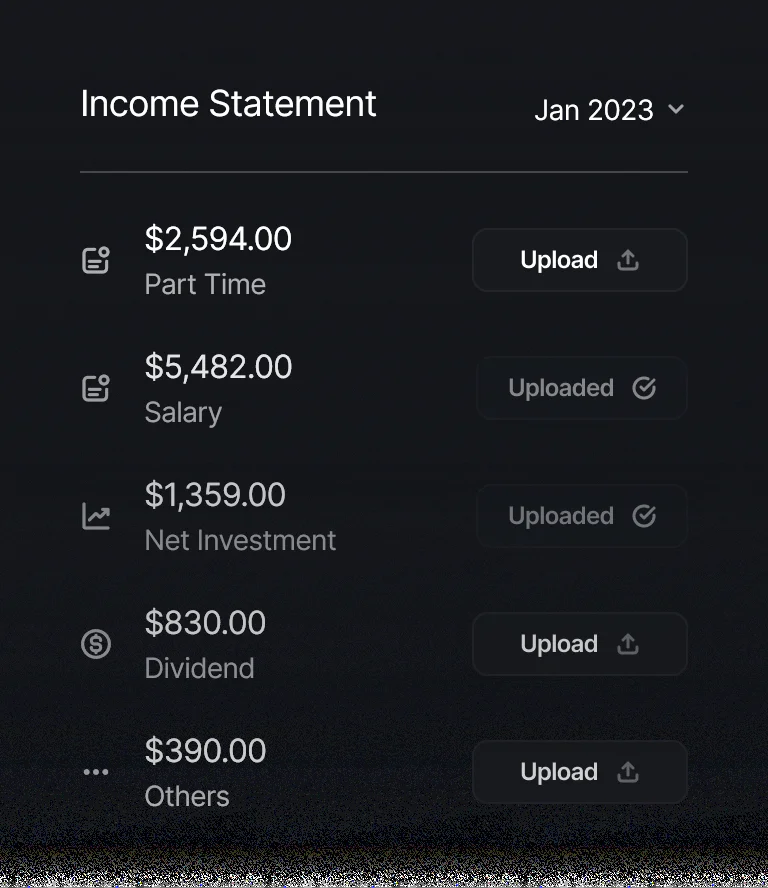 Income Statement
Jan 2023
$2,594.00
Part Time
Upload
$5,482.00
Salary
Uploaded
$1,359.00
Net Investment
Uploaded
$830.00
Dividend
Upload
$390.00
Others
Upload